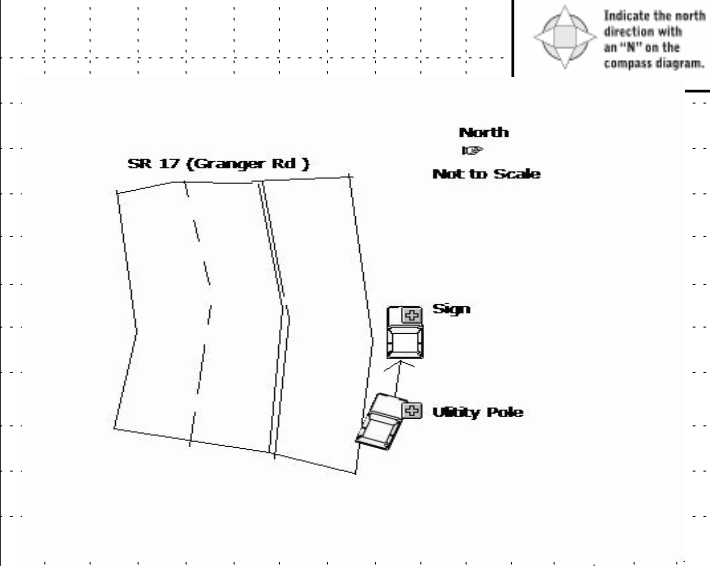 Indicate the north
direction with
an "N" on the
compass diagram.
North
SR 17 (Granger Rd )
Not to Scale
Sign
Utility Pole